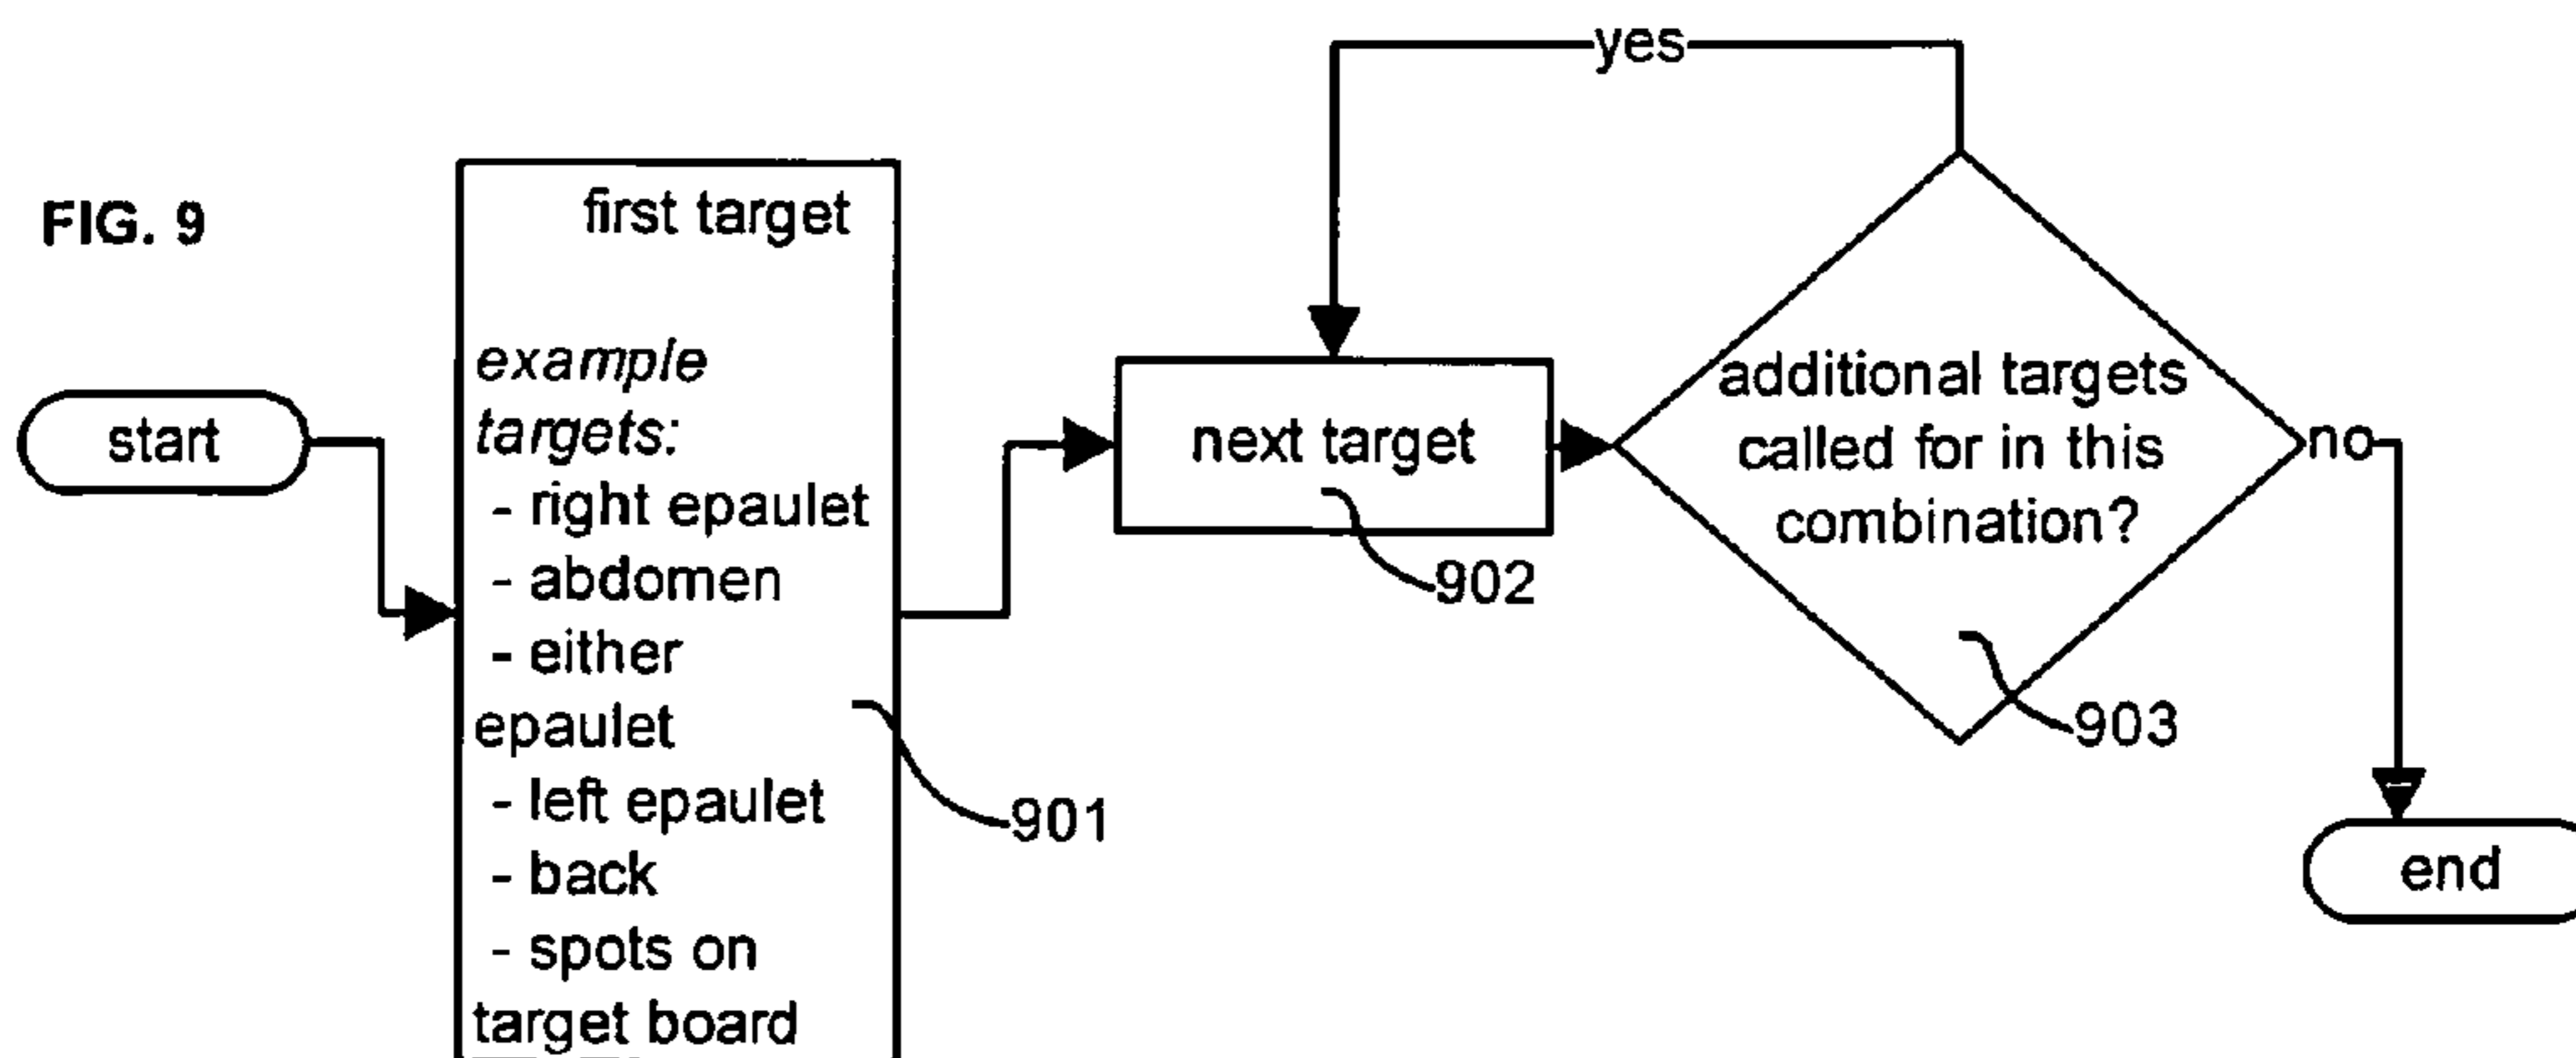 FIG. 9
start
first target
example
targets:
- right epaulet
- abdomen
- either
epaulet
- left epaulet
- back
- spots on
target board
901
next target
902
yes
additional targets
called for in this
combination?
903
no
end